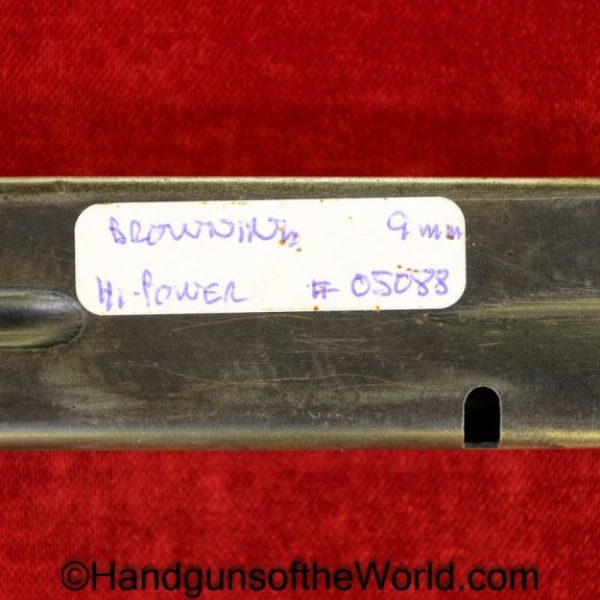 BROWNING 9mm
Hi-POWER # 05088
©HandgunsoftheWorld.com